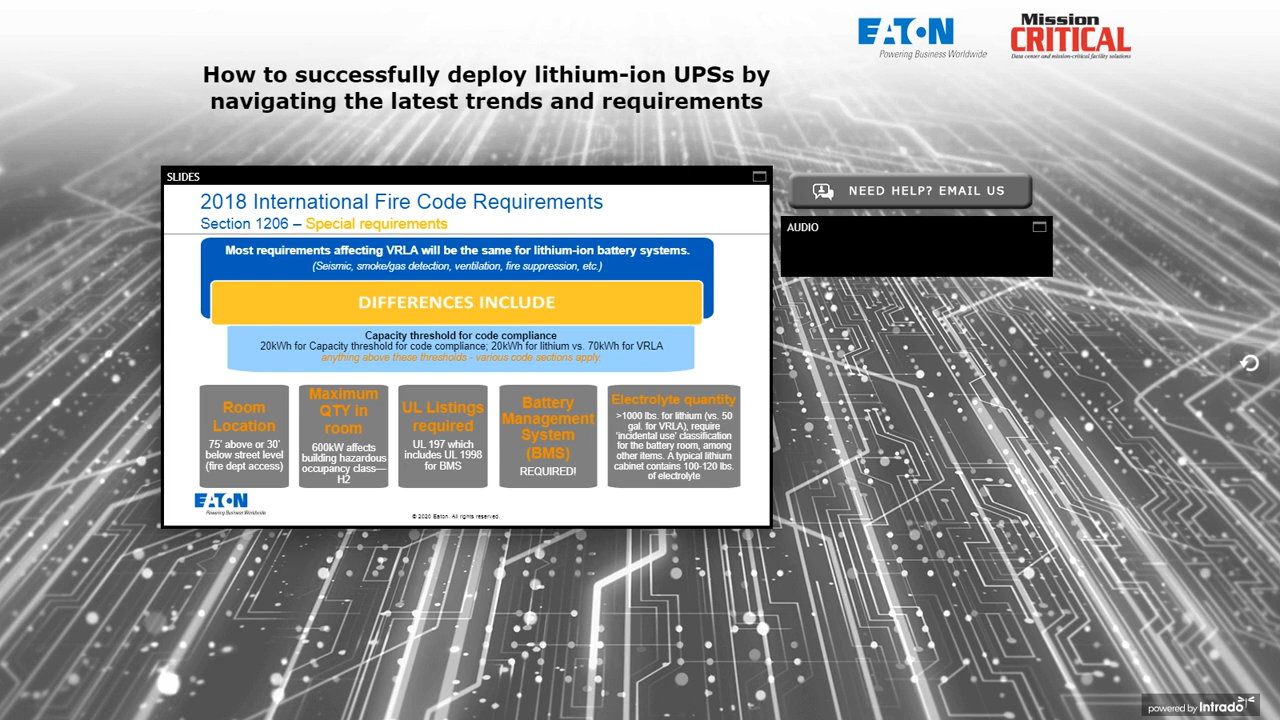 EATON
Powering Business Worldwide
Mission
CRITICAL
Data center and mission-critical facility solutions
How to successfully deploy lithium-ion UPSs by
navigating the latest trends and requirements
SLIDES
2018 International Fire Code Requirements
Section 1206 – Special requirements
Most requirements affecting VRLA will be the same for lithium-ion battery systems.
(Seismic, smoke/gas detection, ventilation, fire suppression, etc.)
DIFFERENCES INCLUDE
Capacity threshold for code compliance
20kWh for Capacity threshold for code compliance; 20kWh for lithium vs. 70kWh for VRLA
anything above these thresholds - various code sections apply.
Room
Location
75' above or 30'
below street level
(fire dept access)
Maximum
QTY in
room
600kW affects
building hazardous
occupancy class—
H2
UL Listings
required
UL 197 which
includes UL 1998
for BMS
Battery
Management
System
(BMS)
REQUIRED!
Electrolyte quantity
>1000 lbs. for lithium (vs. 50
gal. for VRLA), require
'incidental use' classification
for the battery room, among
other items. A typical lithium
cabinet contains 100-120 lbs.
of electrolyte
EATON
Powering Business Worldwide
© 2020 Eaton. All rights reserved.
NEED HELP? EMAIL US
AUDIO
powered by intrado